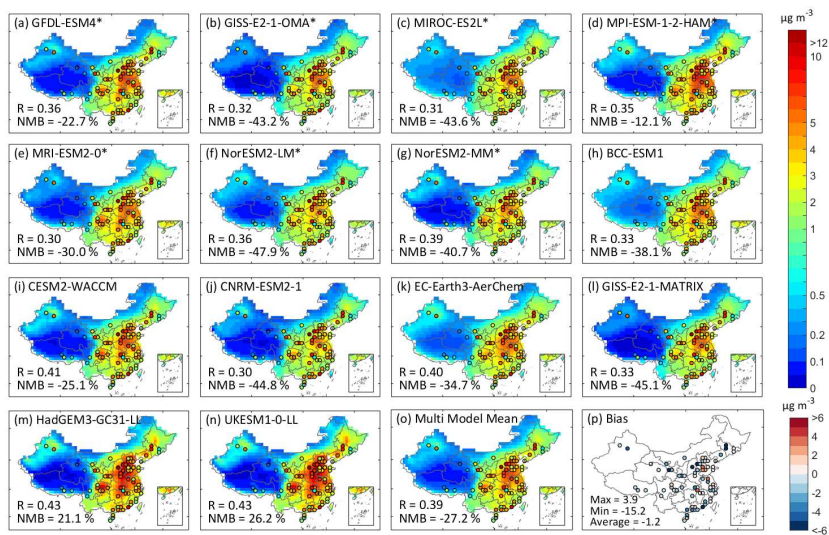 (a) GFDL-ESM4*
R = 0.36
NMB = -22.7 %
(b) GISS-E2-1-OMA*
R = 0.32
NMB = -43.2 %
(c) MIROC-ES2L*
R = 0.31
NMB = -43.6 %
(d) MPI-ESM-1-2-HAM*
R = 0.35
NMB = -12.1 %
(e) MRI-ESM2-0*
R = 0.30
NMB = -30.0 %
(f) NorESM2-LM*
R = 0.36
NMB = -47.9 %
(g) NorESM2-MM*
R = 0.39
NMB = -40.7 %
(h) BCC-ESM1
R = 0.33
NMB = -38.1 %
(i) CESM2-WACCM
R = 0.41
NMB = -25.1 %
(j) CNRM-ESM2-1
R = 0.30
NMB = -44.8 %
(k) EC-Earth3-AerChem
R = 0.40
NMB = -34.7 %
(l) GISS-E2-1-MATRIX
R = 0.33
NMB = -45.1 %
(m) HadGEM3-GC31-LL
R = 0.43
NMB = 21.1 %
(n) UKESM1-0-LL
R = 0.43
NMB = 26.2 %
(o) Multi Model Mean
R = 0.39
NMB = -27.2 %
(p) Bias
Max = 3.9
Min = -15.2
Average = -1.2
µg m⁻³
>12
10
5
4
3
2
1
0.5
0.2
0.1
0
µg m⁻³
>6
4
2
0
-2
-4
<-6